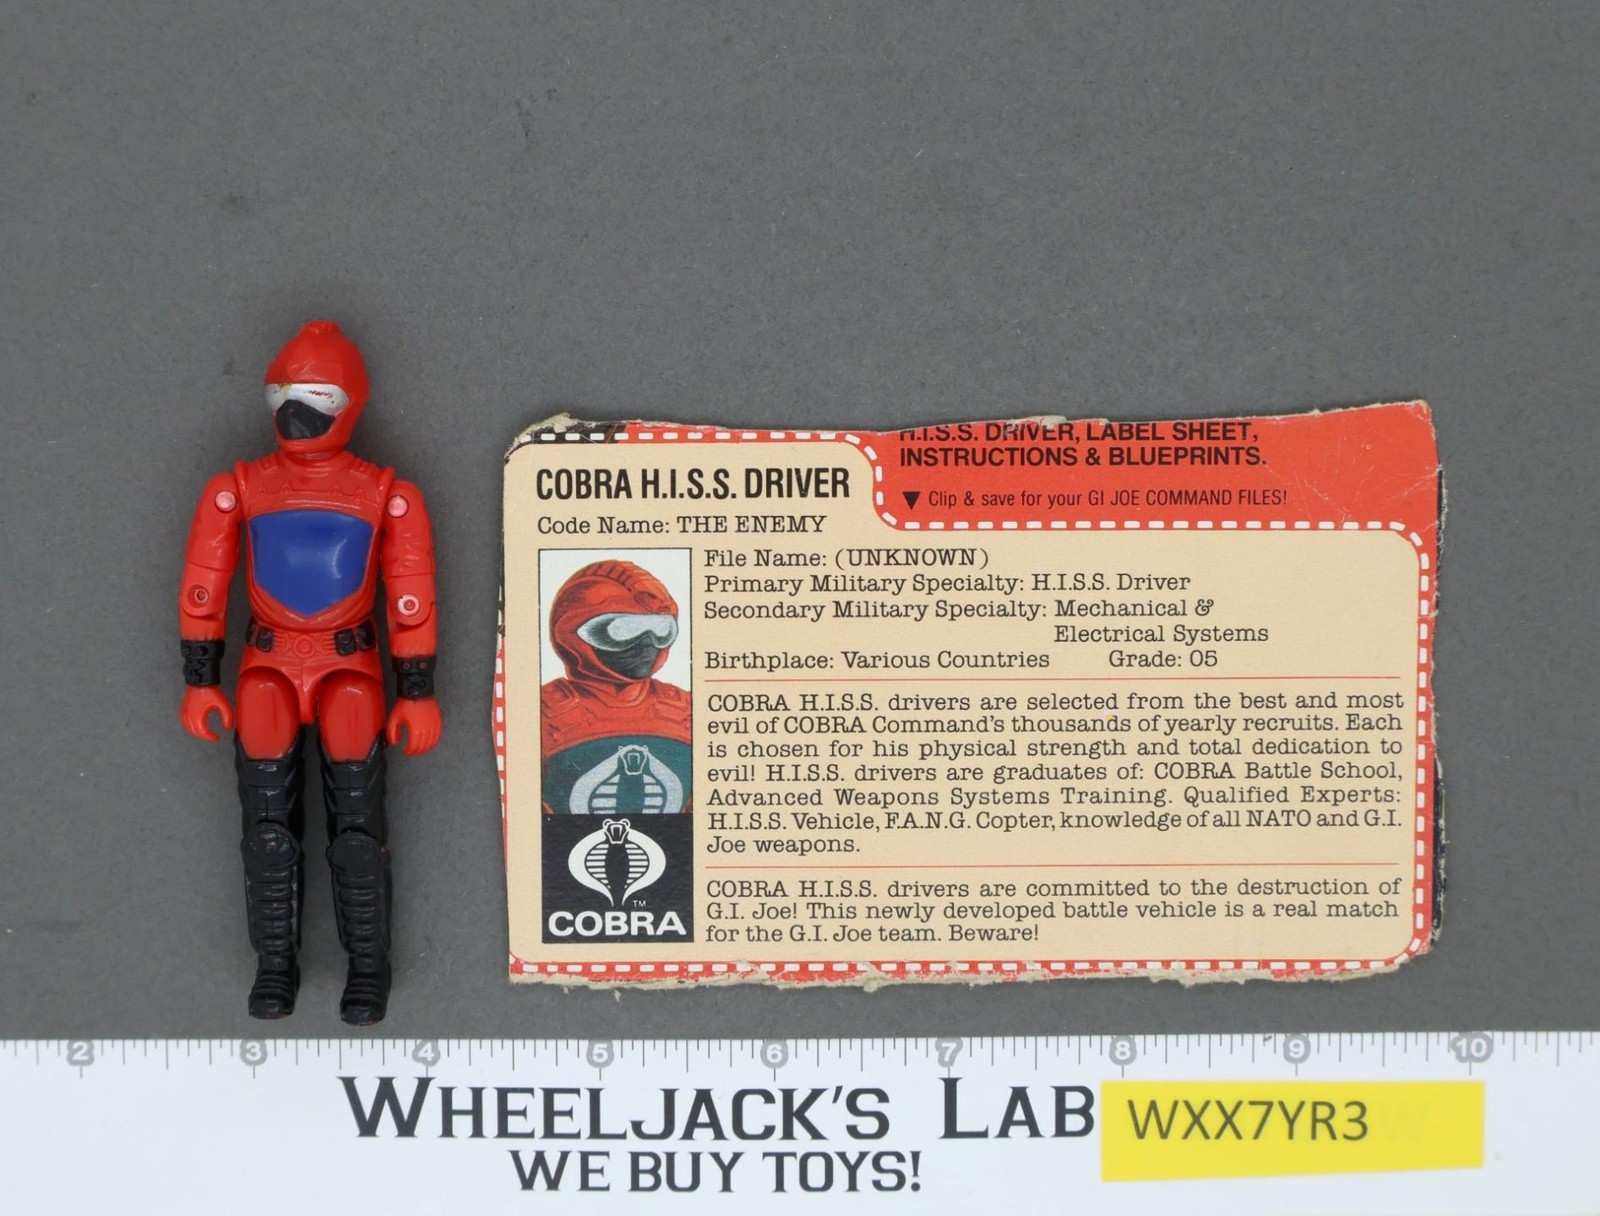 H.I.S.S. DRIVER, LABEL SHEET,
INSTRUCTIONS & BLUEPRINTS.
▼ Clip & save for your GI JOE COMMAND FILES!
COBRA H.I.S.S. DRIVER
Code Name: THE ENEMY
File Name: (UNKNOWN)
Primary Military Specialty: H.I.S.S. Driver
Secondary Military Specialty: Mechanical &
Electrical Systems
Birthplace: Various Countries Grade: 05
COBRA H.I.S.S. drivers are selected from the best and most
evil of COBRA Command's thousands of yearly recruits. Each
is chosen for his physical strength and total dedication to
evil! H.I.S.S. drivers are graduates of: COBRA Battle School,
Advanced Weapons Systems Training. Qualified Experts:
H.I.S.S. Vehicle, F.A.N.G. Copter, knowledge of all NATO and G.I.
Joe weapons.
COBRA H.I.S.S. drivers are committed to the destruction of
G.I. Joe! This newly developed battle vehicle is a real match
for the G.I. Joe team. Beware!
TM
COBRA
2 3 4 5 6 7 8 9 10
WHEELJACK'S LAB
WE BUY TOYS!
WXX7YR3